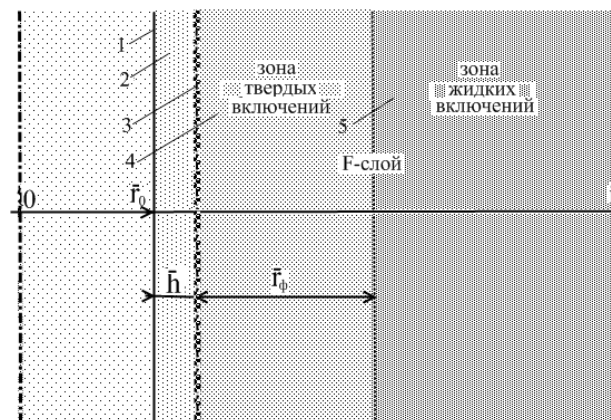 1
2
3
4
5
зона
твердых
включений
зона
жидких
включений
F-слой
0
r̄₀
h̄
r̄ф